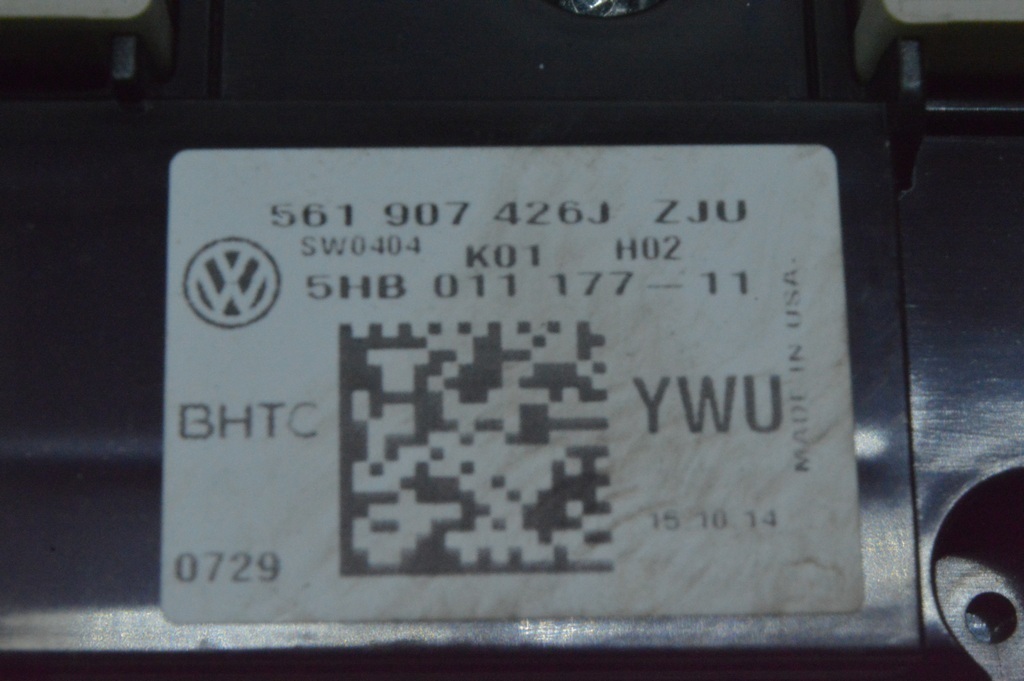 561 907 426J ZJU
SW0404 K01 H02
5HB 011 177-11
BHTC
YWU
MADE IN USA.
15 10 14
0729